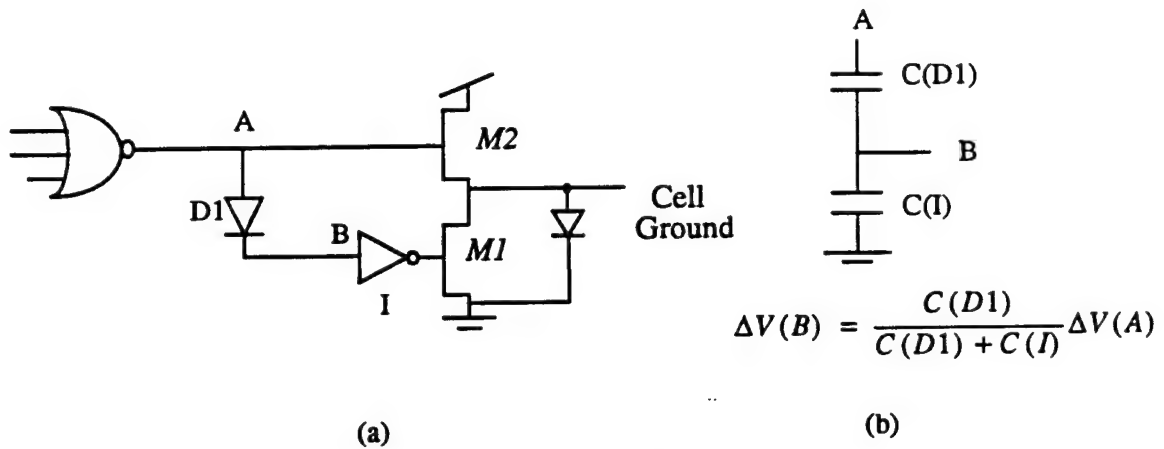 A
M2
D1
B
M1
I
Cell
Ground
(a)
A
C(D1)
B
C(I)
ΔV(B) = C(D1) / C(D1) + C(I) ΔV(A)
(b)